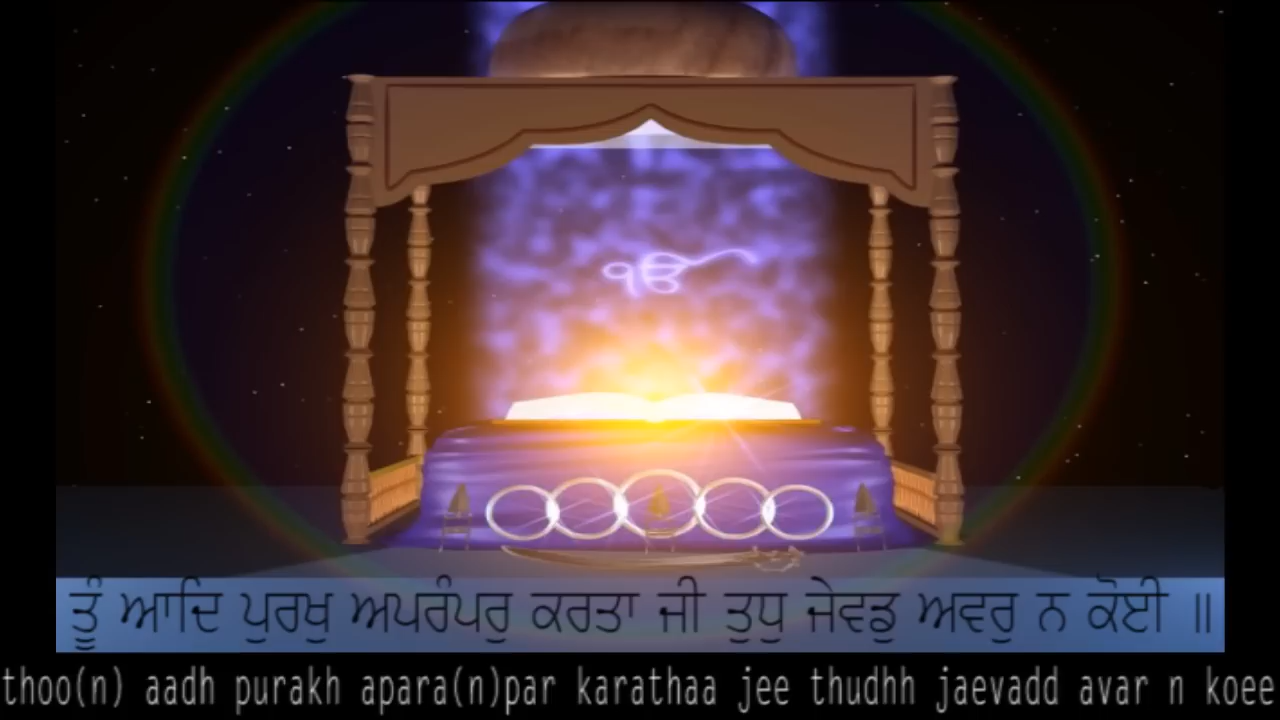 ੴ
ਤੂੰ ਆਦਿ ਪੁਰਖੁ ਅਪਰੰਪਰੁ ਕਰਤਾ ਜੀ ਤੁਧੁ ਜੇਵਡੁ ਅਵਰੁ ਨ ਕੋਈ ॥
thoo(n) aadh purakh apara(n)par karathaa jee thudhh jaevadd avar n koee